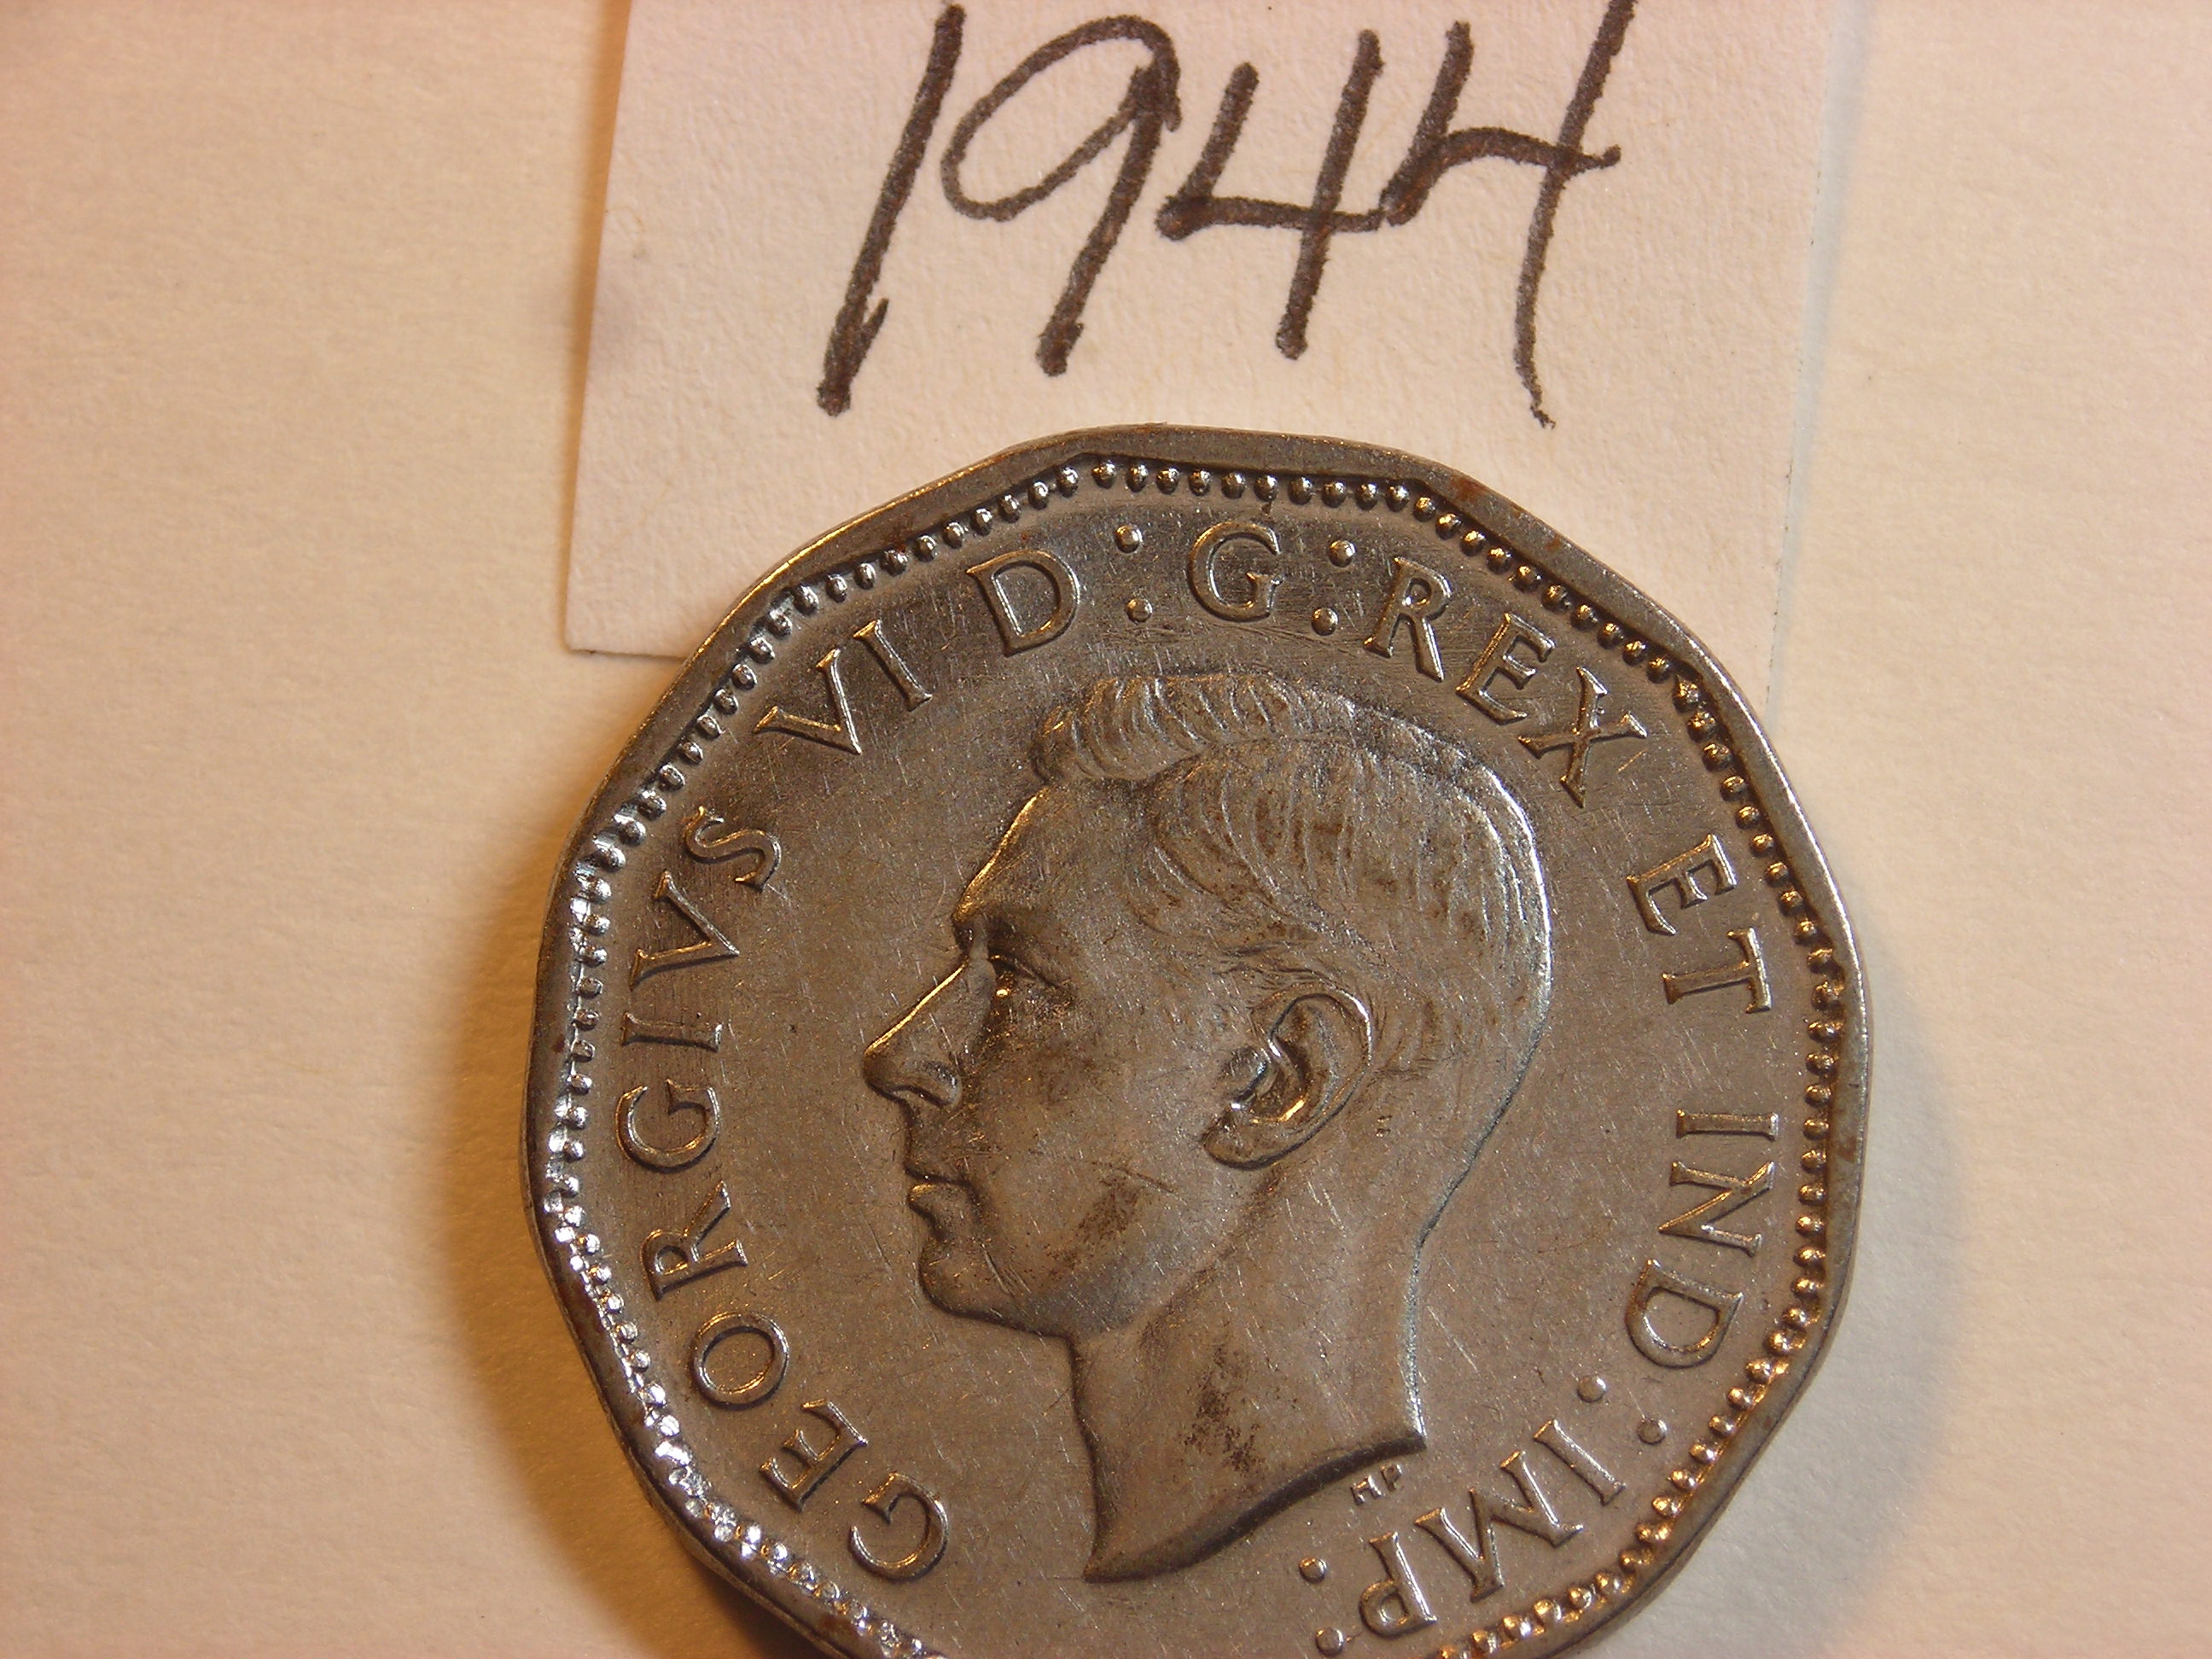 1944
GEORGIVS VI D:G:REX ET IND:IMP:
HP